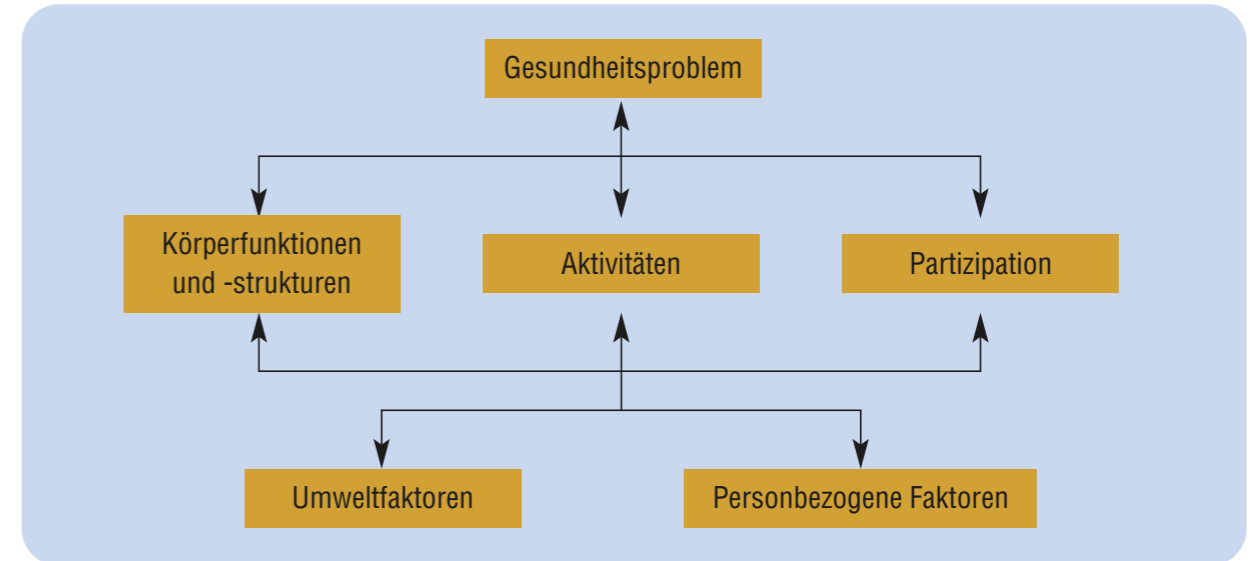 Gesundheitsproblem
Körperfunktionen
und -strukturen
Aktivitäten
Partizipation
Umweltfaktoren
Personbezogene Faktoren